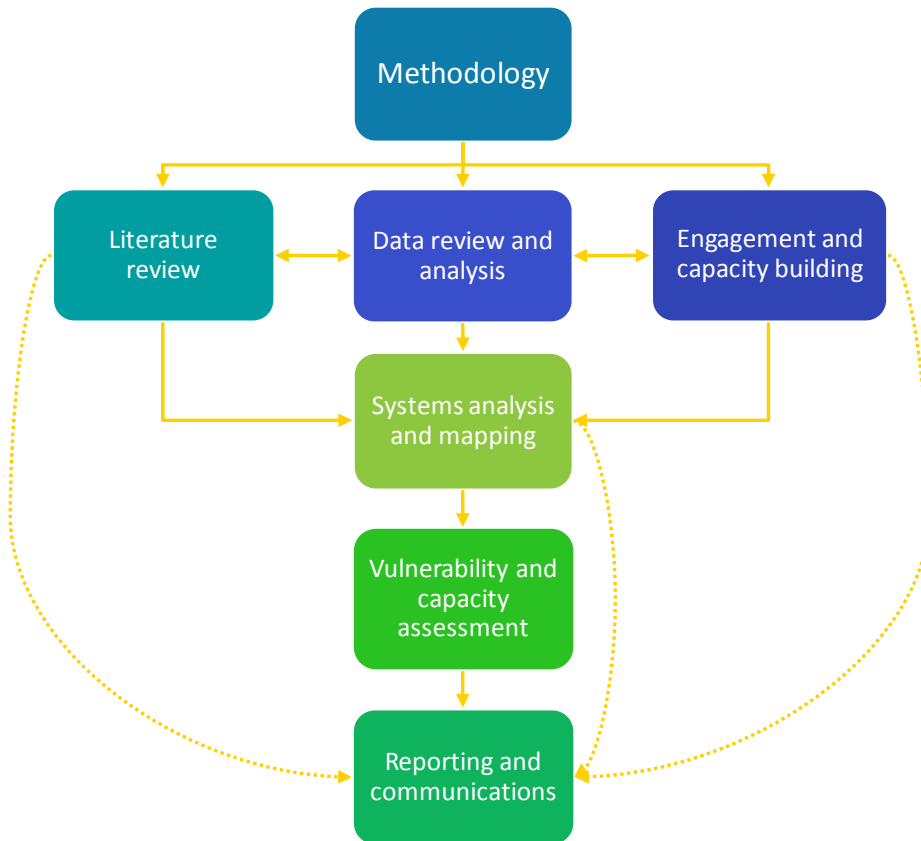 Methodology
Literature
review
Data review and
analysis
Engagement and
capacity building
Systems analysis
and mapping
Vulnerability and
capacity
assessment
Reporting and
communications